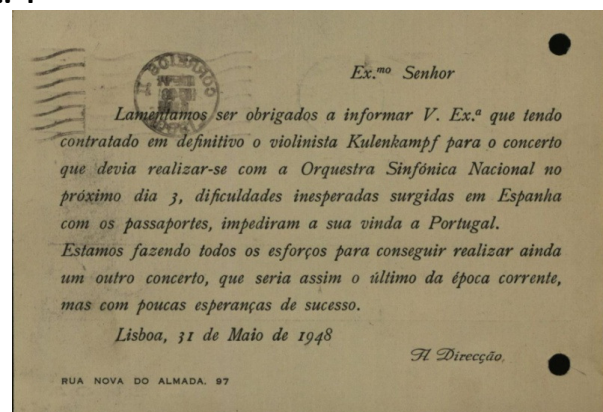 Ex.mo Senhor
Lamentamos ser obrigados a informar V. Ex.a que tendo
contratado em definitivo o violinista Kulenkampf para o concerto
que devia realizar-se com a Orquestra Sinfónica Nacional no
próximo dia 3, dificuldades inesperadas surgidas em Espanha
com os passaportes, impediram a sua vinda a Portugal.
Estamos fazendo todos os esforços para conseguir realizar ainda
um outro concerto, que seria assim o último da época corrente,
mas com poucas esperanças de sucesso.
Lisboa, 31 de Maio de 1948
A Direcção,
RUA NOVA DO ALMADA. 97